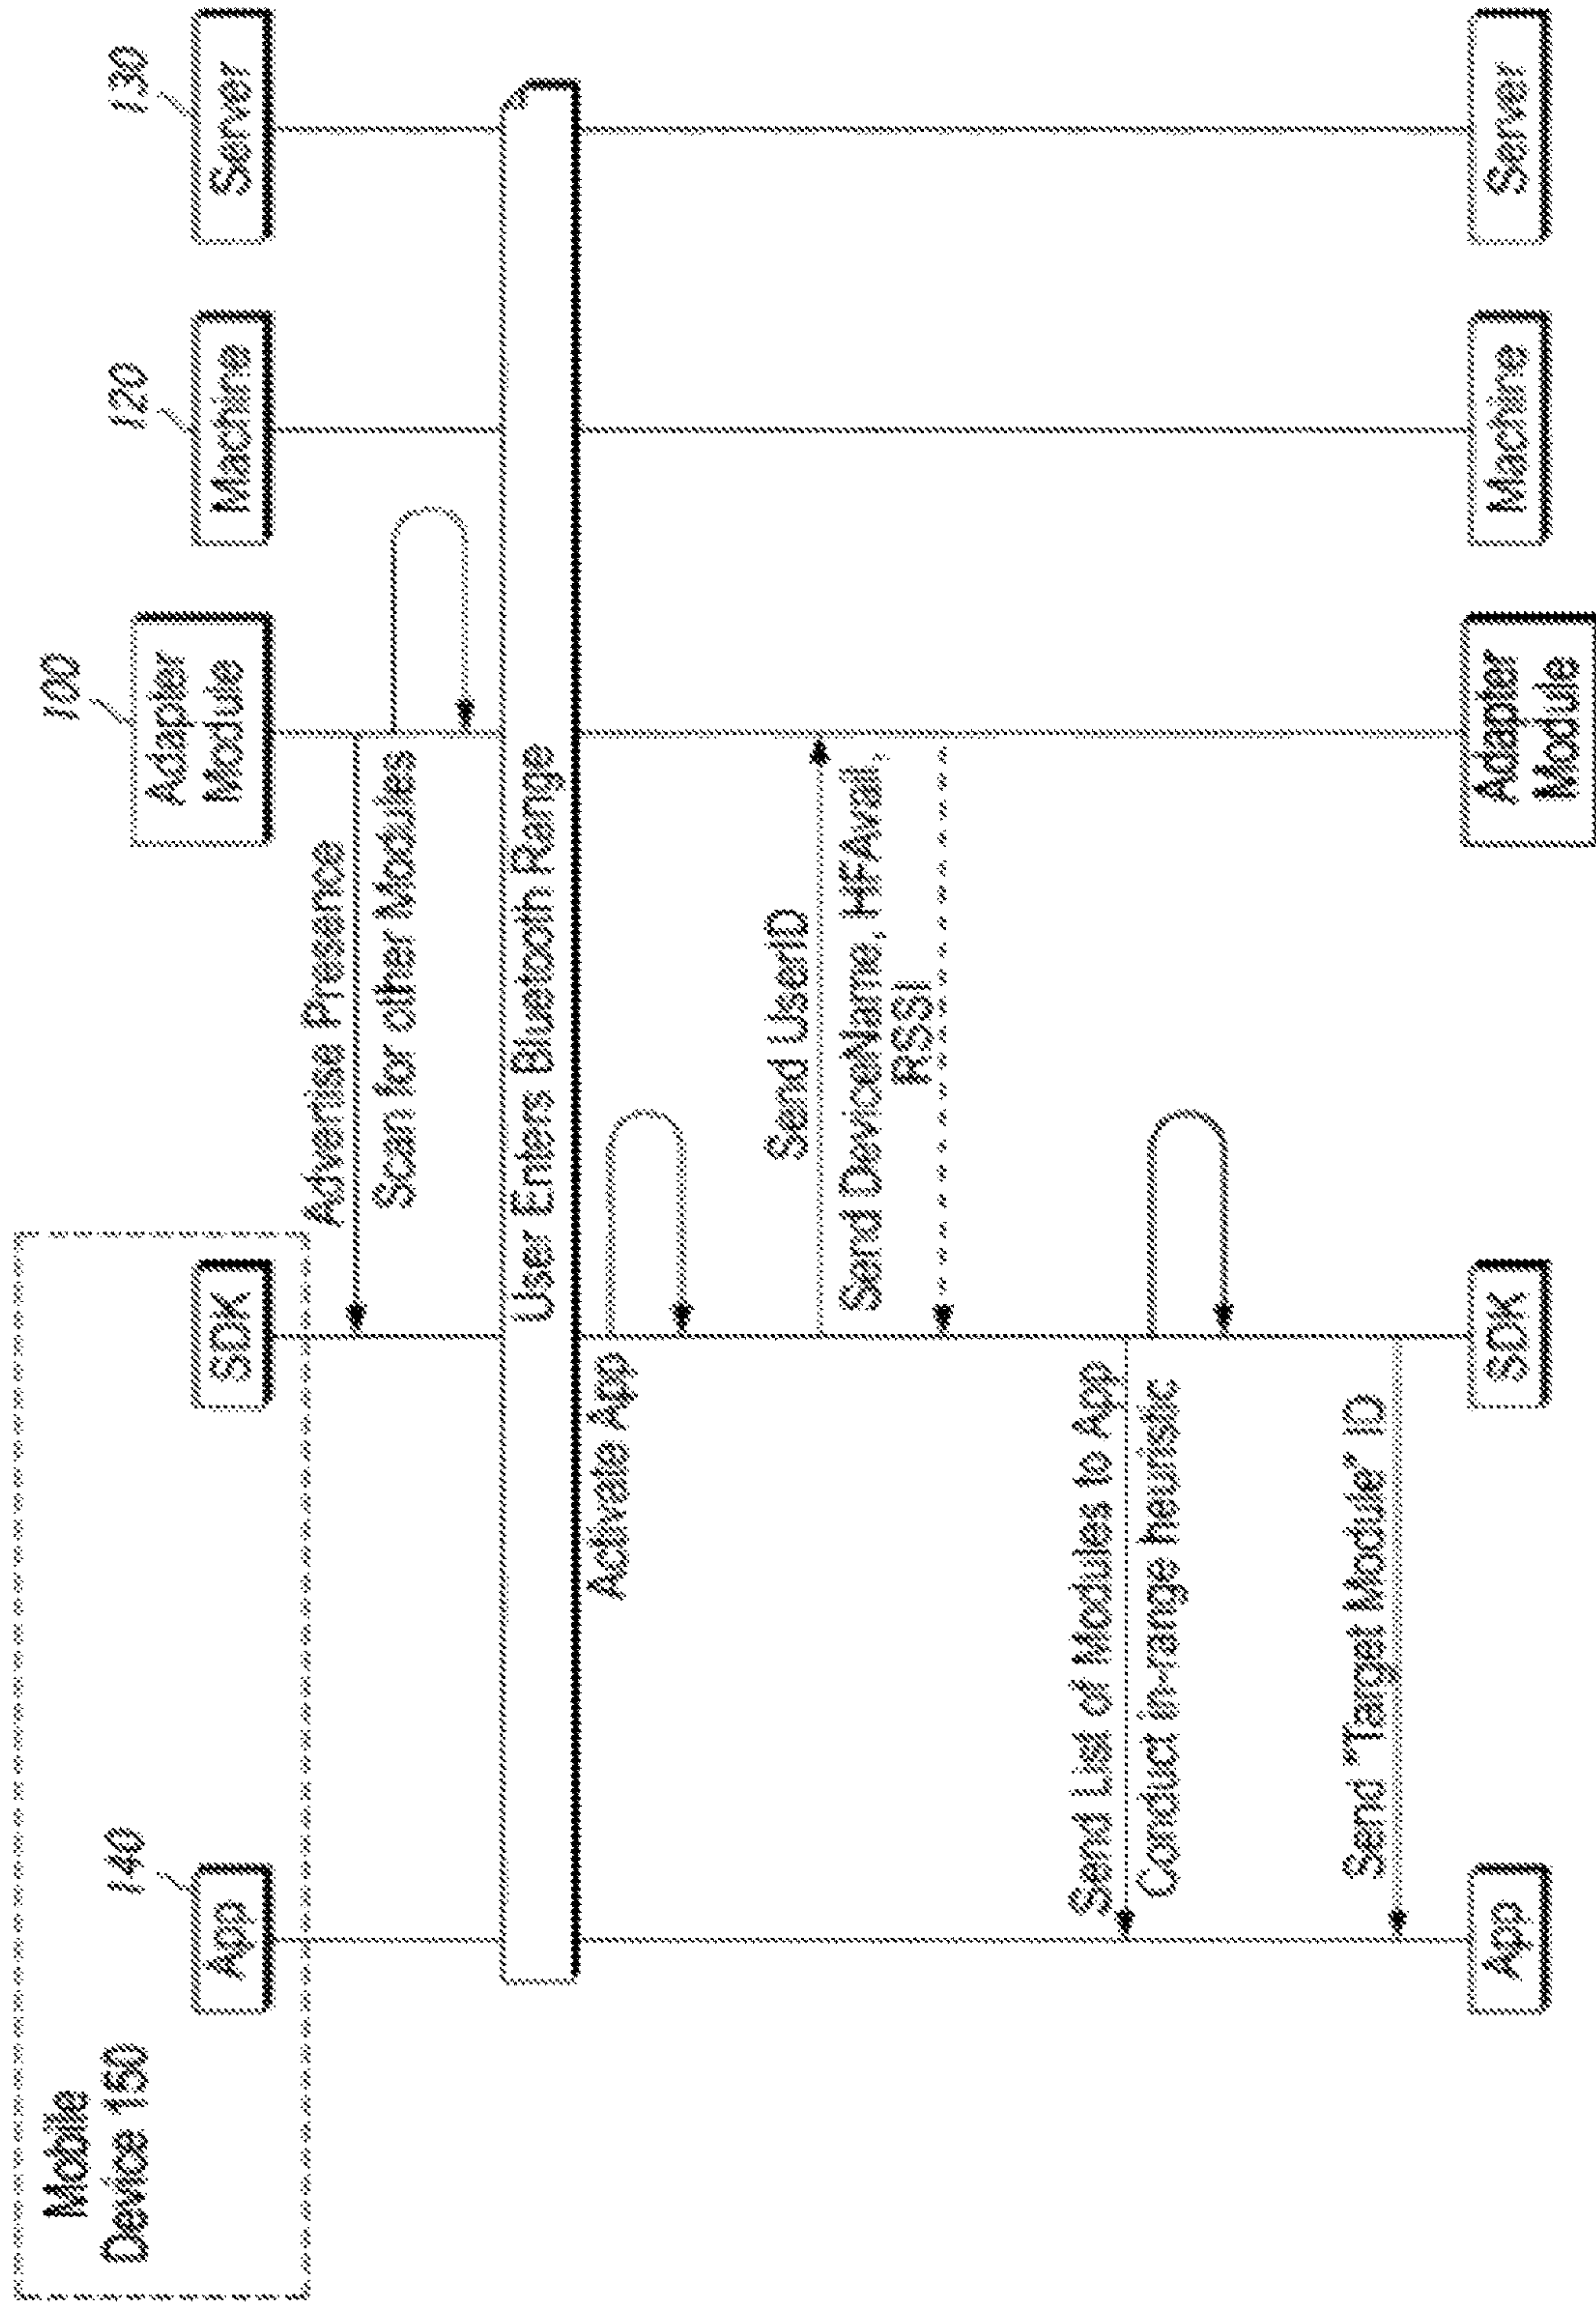 Mobile
Device 150
140
100
120
130
App
SDK
Adapter
Module
Machine
Server
Advertise Presence
Scan for other Modules
User Enters Bluetooth Range
Activate App
Send UserID
Send DeviceName, HFAvail,
RSSI
Send List of Modules to App
Conduct in-range heuristic
Send "Target Module" ID
App
SDK
Adapter
Module
Machine
Server